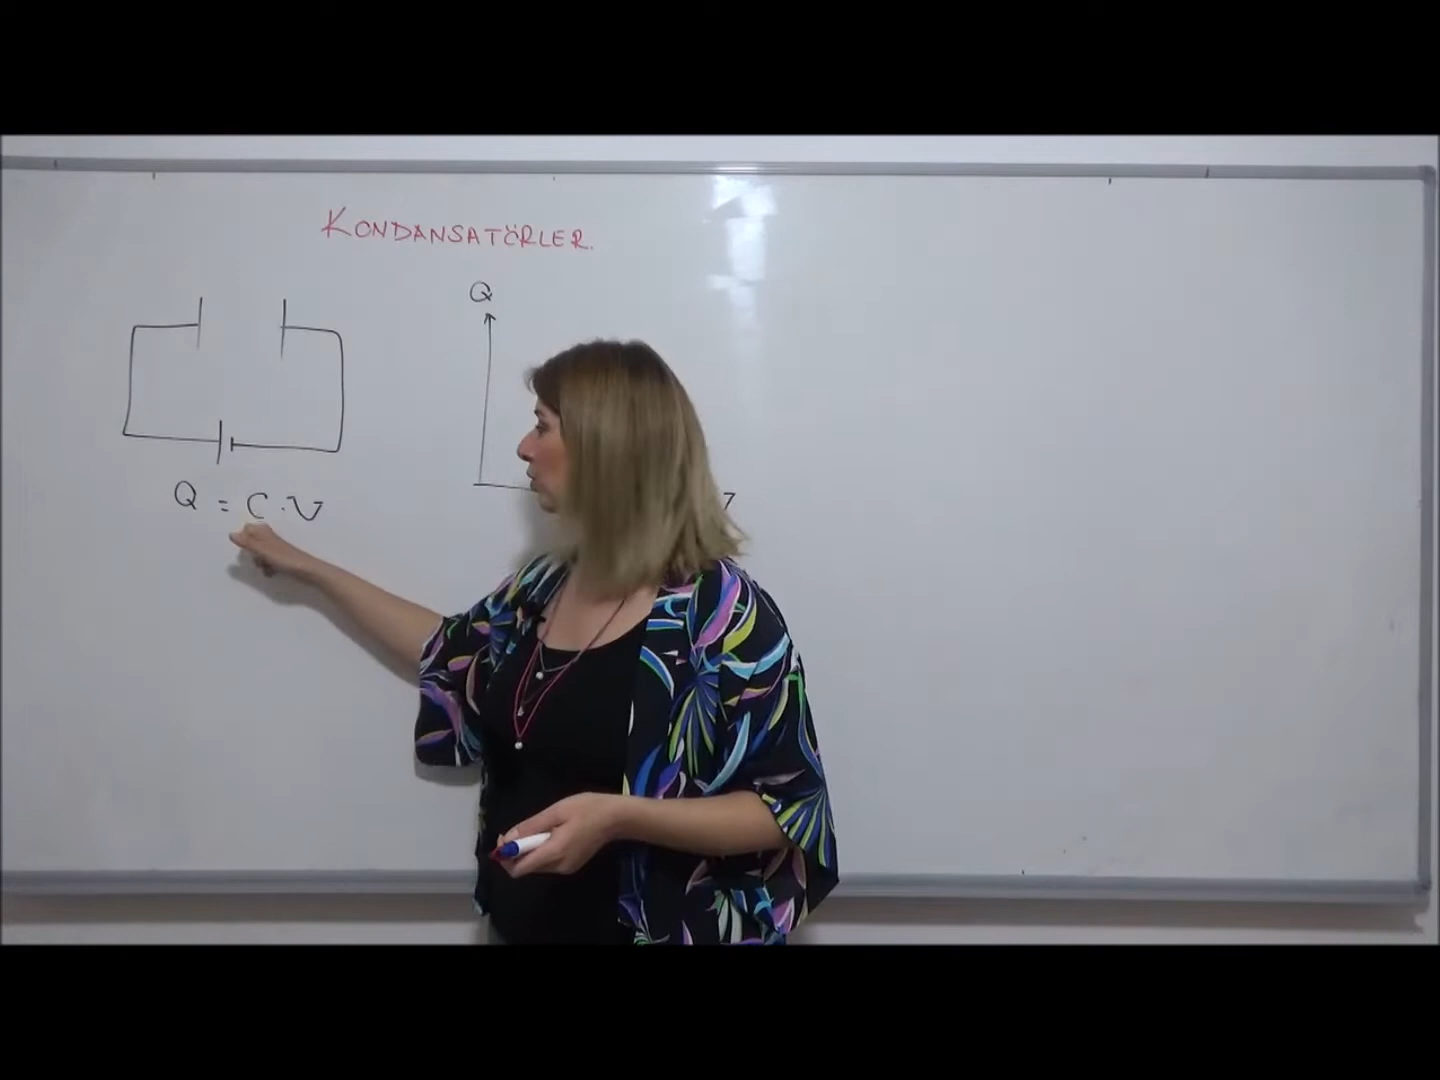 KONDANSATÖRLER.
Q
Q = C.V